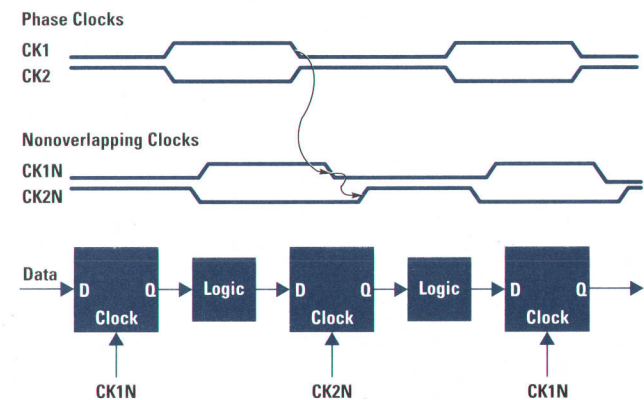 Phase Clocks
CK1
CK2
Nonoverlapping Clocks
CK1N
CK2N
Data
D Q Logic D Q Logic D Q
Clock Clock Clock
CK1N CK2N CK1N